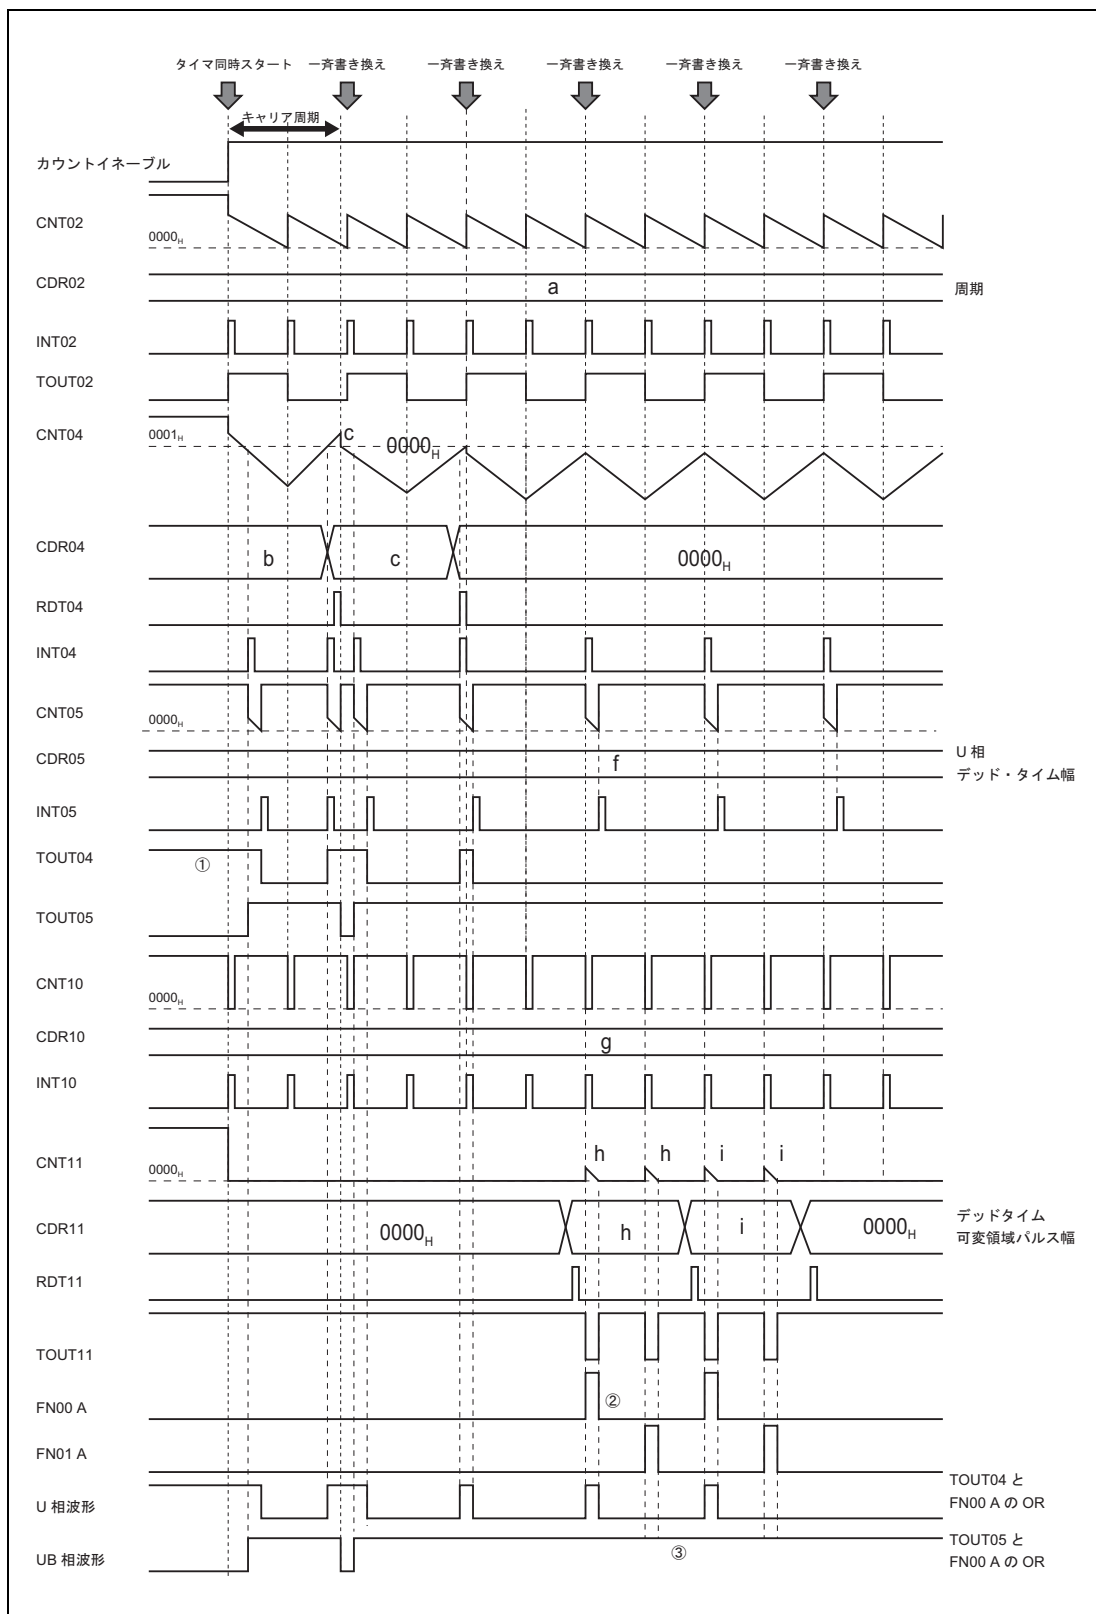 タイマ同時スタート 一斉書き換え 一斉書き換え 一斉書き換え 一斉書き換え 一斉書き換え
キャリア周期
カウントイネーブル
CNT02
0000H
CDR02 a 周期
INT02
TOUT02
CNT04 0001H c 0000H
CDR04 b c 0000H
RDT04
INT04
CNT05
0000H
CDR05 f U 相
デッド・タイム幅
INT05
TOUT04 ①
TOUT05
CNT10
0000H
CDR10 g
INT10
CNT11 0000H h h i i
CDR11 0000H h i 0000H デッドタイム
可変領域パルス幅
RDT11
TOUT11
FN00 A ②
FN01 A
U 相波形 TOUT04 と
FN00 A の OR
UB 相波形 ③ TOUT05 と
FN00 A の OR